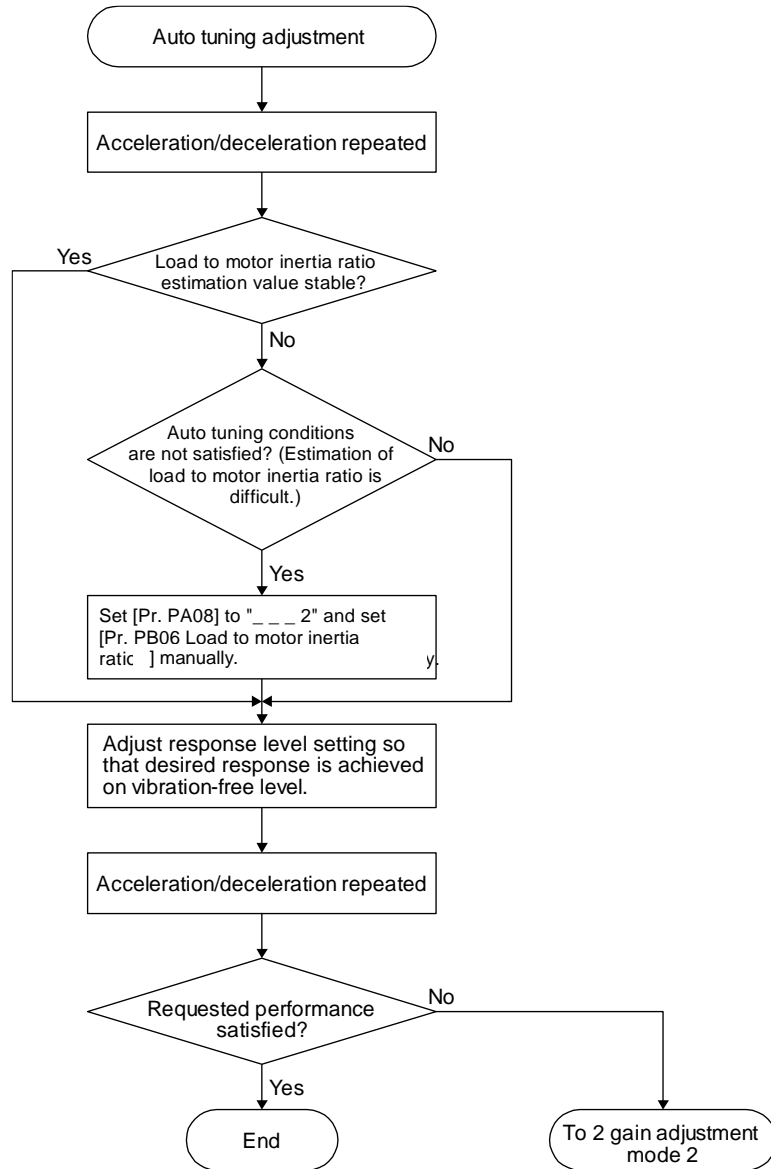 Auto tuning adjustment
Acceleration/deceleration repeated
Yes
Load to motor inertia ratio
estimation value stable?
No
Auto tuning conditions
are not satisfied? (Estimation of
load to motor inertia ratio is
difficult.)
No
Yes
Set [Pr. PA08] to "_ _ _ 2" and set
[Pr. PB06 Load to motor inertia
] manually. y.
Adjust response level setting so
that desired response is achieved
on vibration-free level.
Acceleration/deceleration repeated
Requested performance
satisfied?
No
Yes
End
To 2 gain adjustment
mode 2